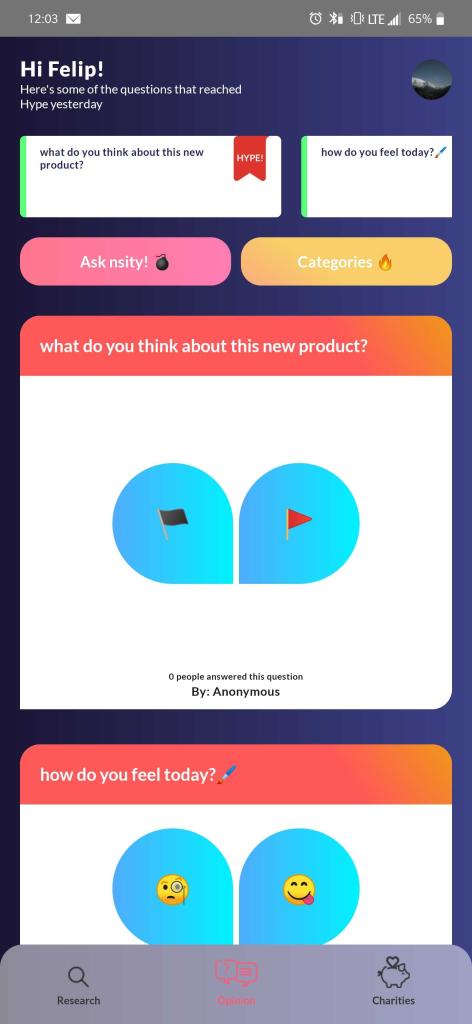 12:03 LTE 65%
Hi Felip!
Here's some of the questions that reached
Hype yesterday
what do you think about this new
product?
HYPE!
how do you feel today?🖌️
Ask nsity! 💣
Categories 🔥
what do you think about this new product?
0 people answered this question
By: Anonymous
how do you feel today?🖌️
Research
Opinion
Charities